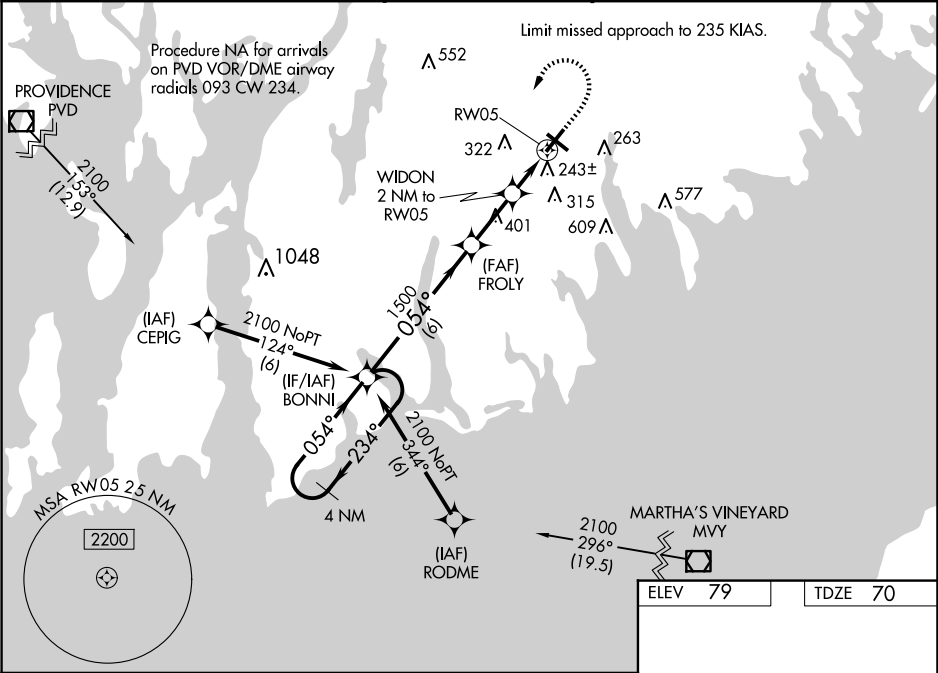 Limit missed approach to 235 KIAS.
Procedure NA for arrivals
on PVD VOR/DME airway
radials 093 CW 234.
552
PROVIDENCE
PVD
2100
153°
(12.9)
RW05
322
263
243±
WIDON
2 NM to
RW05
315
577
401
609
(FAF)
FROLY
1048
1500
054°
(6)
(IAF)
CEPIG
2100 NoPT
124°
(6)
(IF/IAF)
BONNI
054°
234°
2100 NoPT
344°
(6)
4 NM
MSA RW05 25 NM
2200
(IAF)
RODME
2100
296°
(19.5)
MARTHA'S VINEYARD
MVY
ELEV 79
TDZE 70